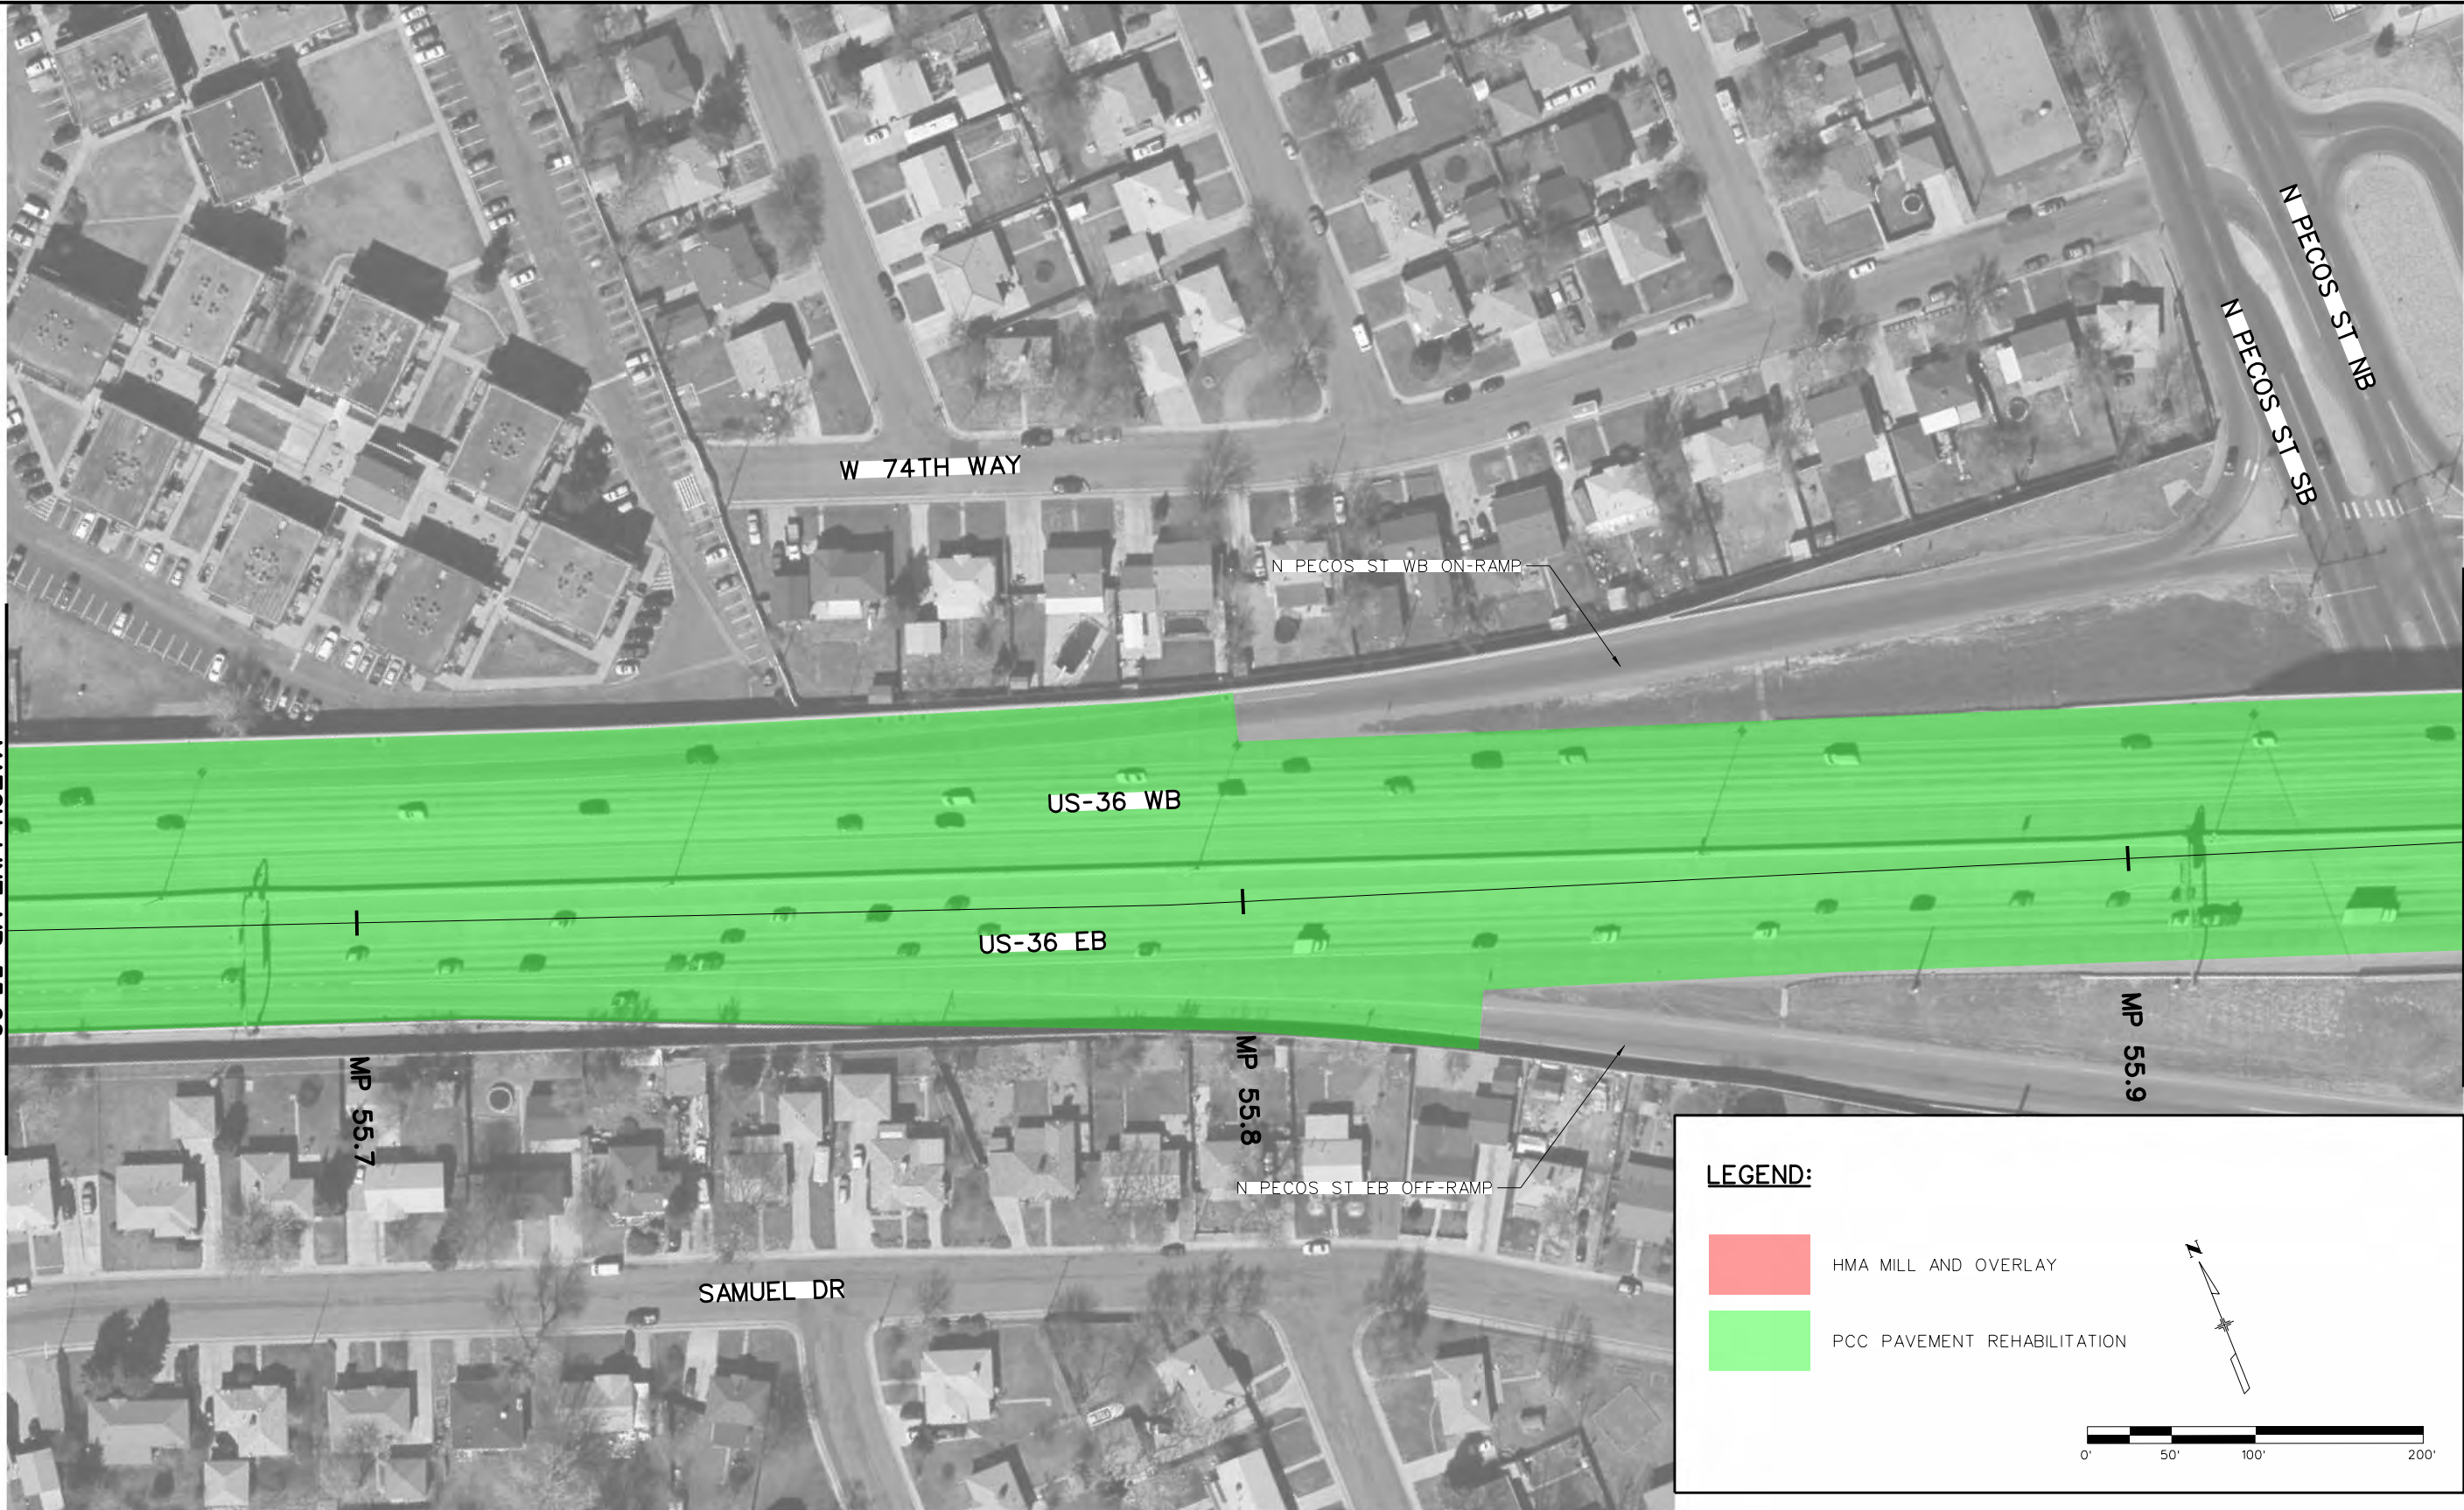 N PECOS ST NB
N PECOS ST SB
W 74TH WAY
N PECOS ST WB ON-RAMP
US-36 WB
US-36 EB
MP 55.7
MP 55.8
MP 55.9
N PECOS ST EB OFF-RAMP
SAMUEL DR
LEGEND:
HMA MILL AND OVERLAY
PCC PAVEMENT REHABILITATION
N
0' 50' 100' 200'